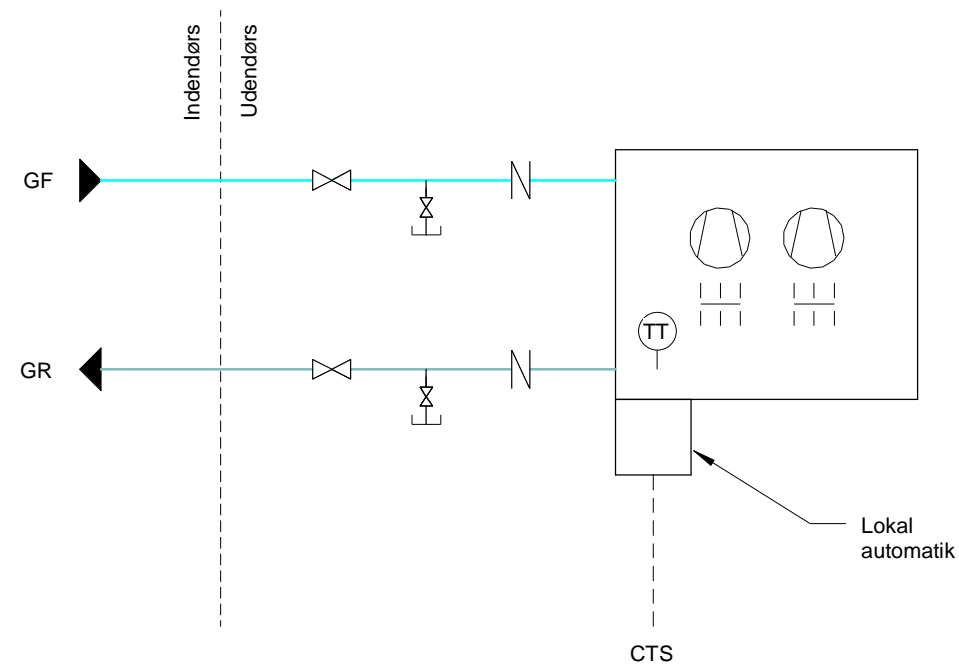 Indendørs
Udendørs
GF
TT
GR
Lokal
automatik
CTS